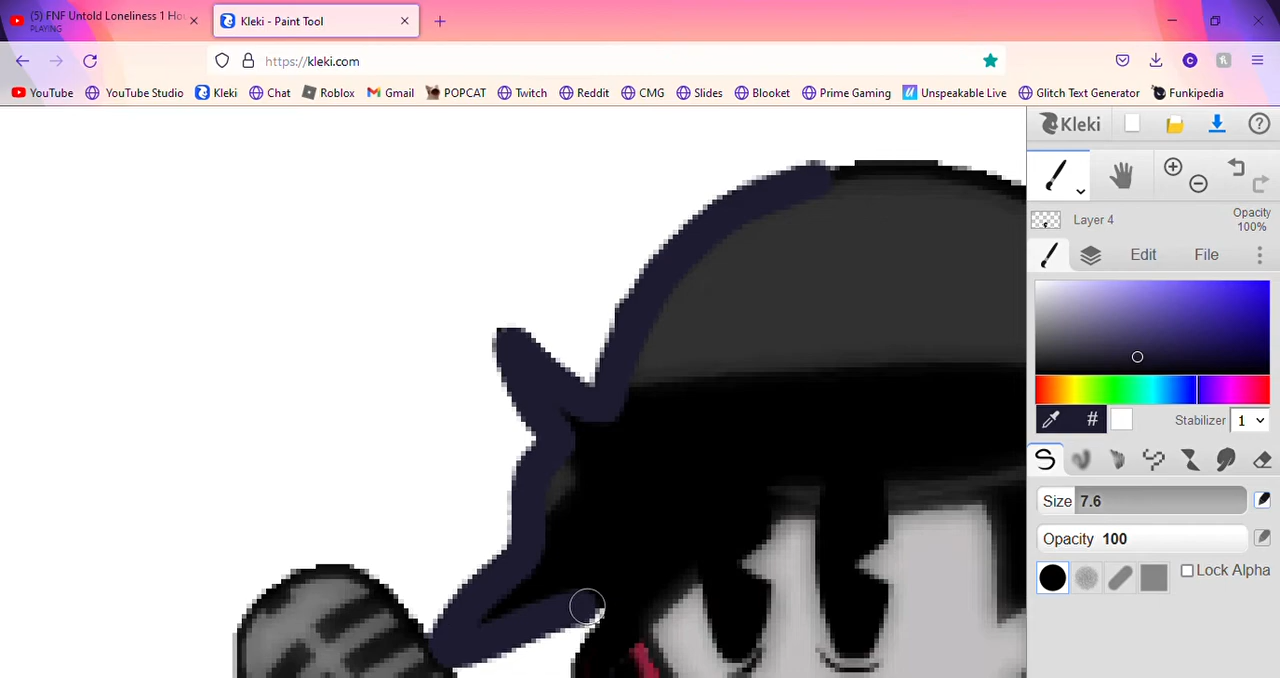 (5) FNF Untold Loneliness 1 Ho
PLAYING
Kleki - Paint Tool
https://kleki.com
YouTube YouTube Studio Kleki Chat Roblox Gmail POPCAT Twitch Reddit CMG Slides Blooket Prime Gaming Unspeakable Live Glitch Text Generator Funkipedia
Kleki
Layer 4
Opacity
100%
Edit File
# Stabilizer 1
Size 7.6
Opacity 100
Lock Alpha